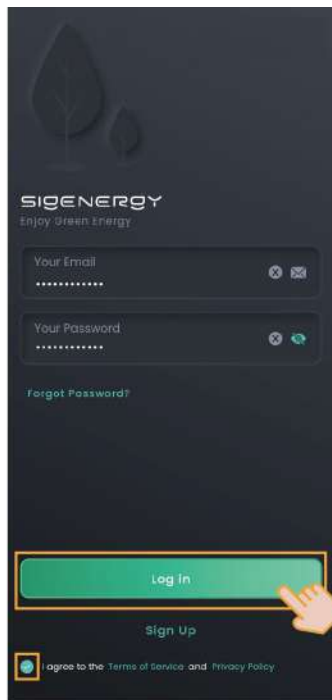 SIGENERGY
Enjoy Green Energy
Your Email
••••••••••••
Your Password
••••••••••••
Forgot Password?
Log in
Sign Up
I agree to the Terms of Service and Privacy Policy